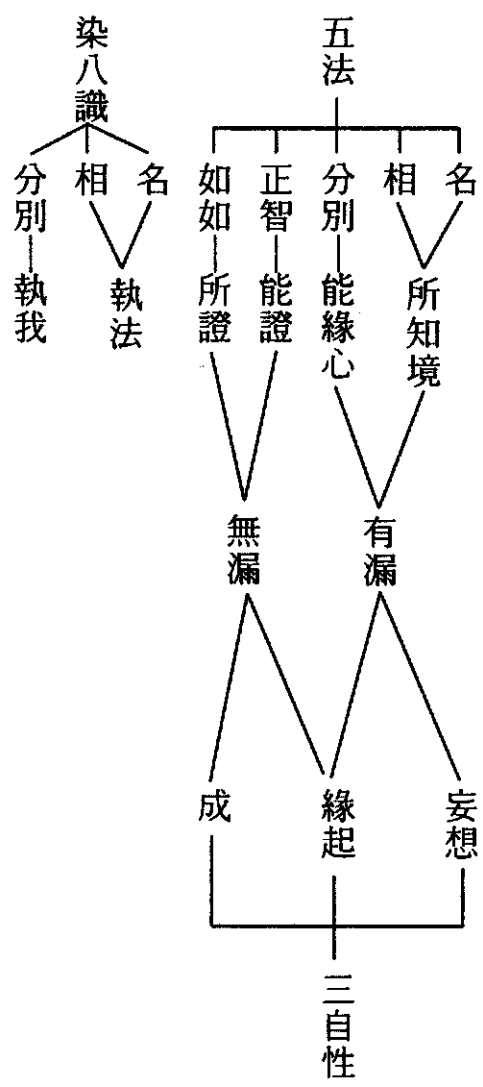 五法
名
相
分別
正智
如如
所知境
能緣心
能證
所證
有漏
無漏
妄想
緣起
成
三自性
染八識
名
相
分別
執法
執我